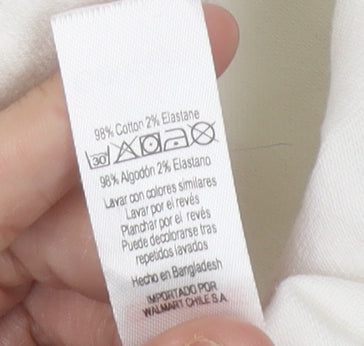 98% Cotton 2% Elastane
30
98% Algodón 2% Elastano
Lavar con colores similares
Lavar por el revés
Planchar por el revés
Puede decolorarse tras
repetidos lavados
Hecho en Bangladesh
IMPORTADO POR
WALMART CHILE S.A